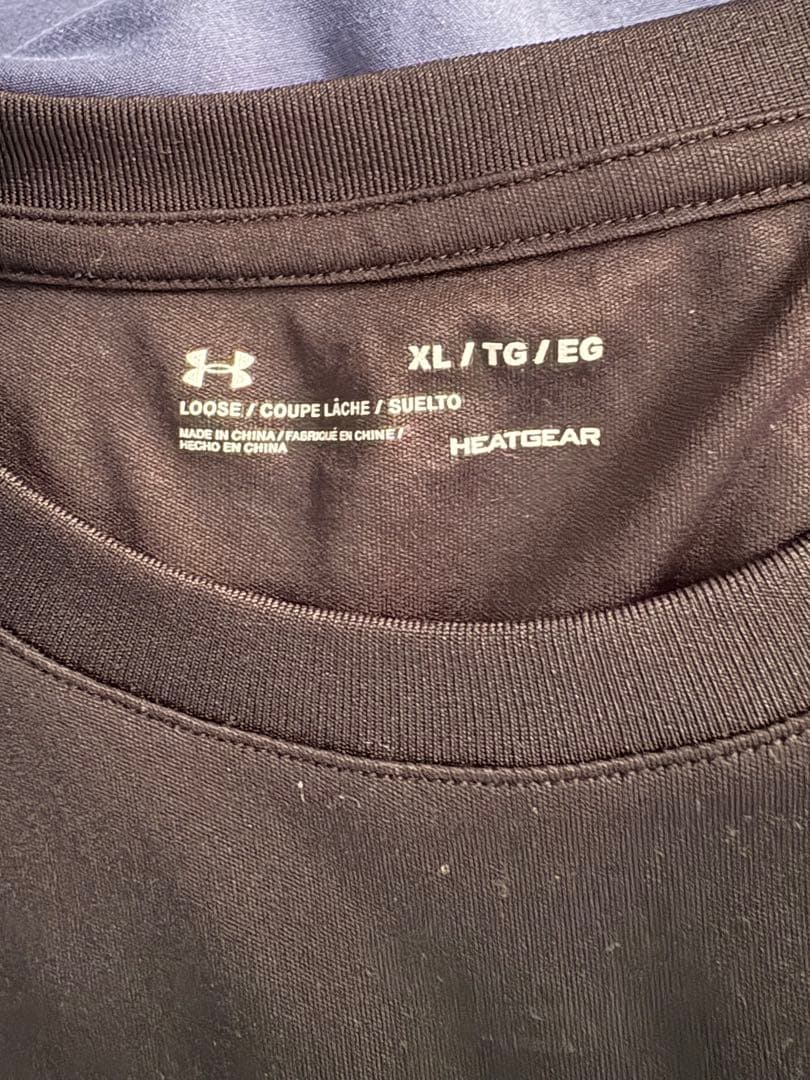 XL / TG / EG
LOOSE / COUPE LÂCHE / SUELTO
MADE IN CHINA / FABRIQUÉ EN CHINE /
HECHO EN CHINA
HEATGEAR